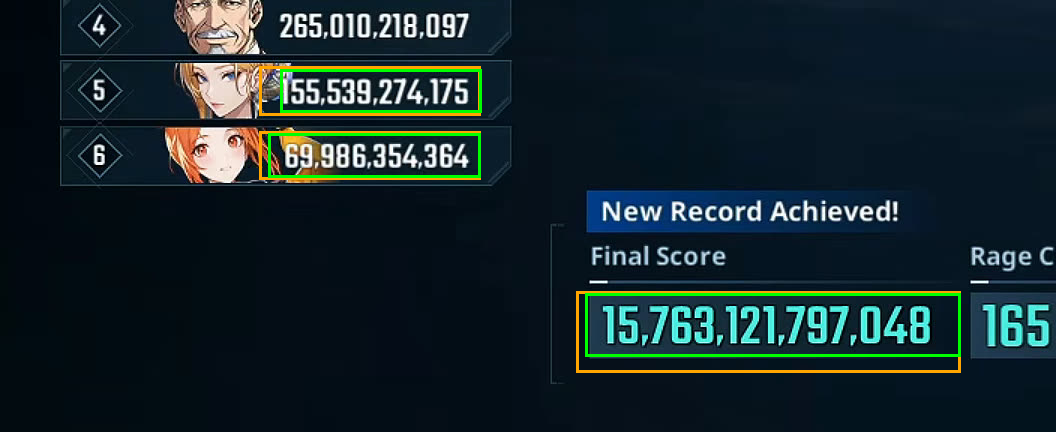 4 265,010,218,097
5 155,539,274,175
6 69,986,354,364
New Record Achieved!
Final Score Rage C
15,763,121,797,048 165